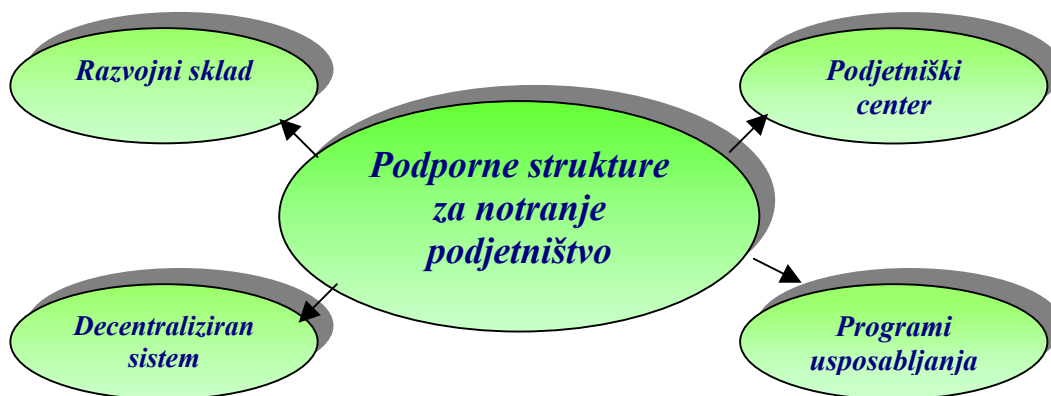 Razvojni sklad
Podjetniški
center
Podporne strukture
za notranje
podjetništvo
Decentraliziran
sistem
Programi
usposabljanja